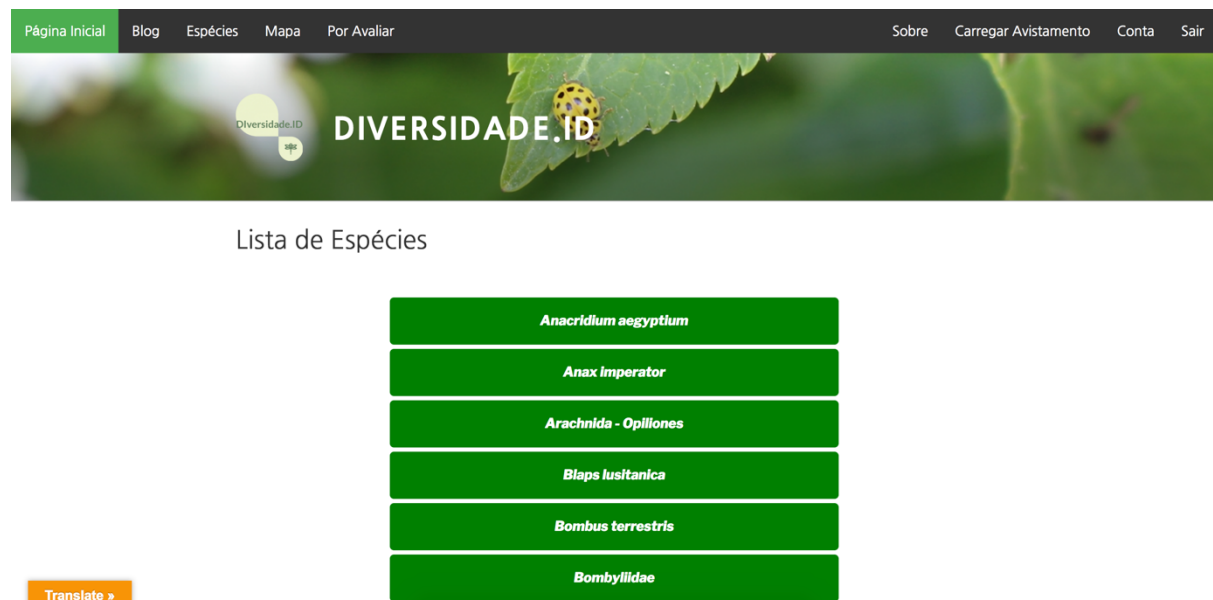 Página Inicial Blog Espécies Mapa Por Avaliar Sobre Carregar Avistamento Conta Sair
DIversidade.ID
DIVERSIDADE.ID
Lista de Espécies
Anacridium aegyptium
Anax imperator
Arachnida - Opiliones
Blaps lusitanica
Bombus terrestris
Bombyliidae
Translate »